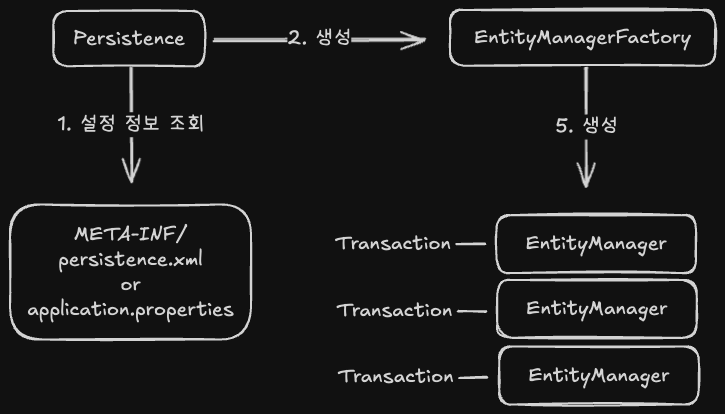 Persistence
2. 생성
EntityManagerFactory
1. 설정 정보 조회
5. 생성
META-INF/
persistence.xml
or
application.properties
Transaction
EntityManager
Transaction
EntityManager
Transaction
EntityManager